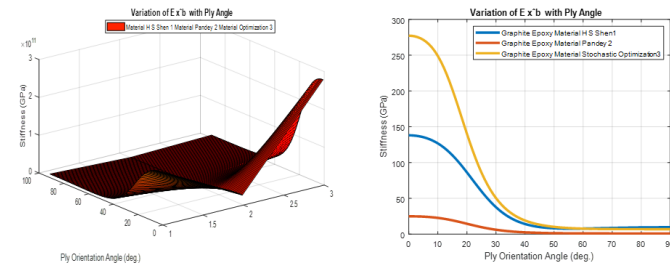 Variation of E x^b with Ply Angle
Material H S Shen 1 Material Pandey 2 Material Optimization 3
×10^11
3
2
1
0
Stiffness (GPa)
100
80
60
40
20
0
1
1.5
2
2.5
3
Ply Orientation Angle (deg.)
Variation of E x^b with Ply Angle
Graphite Epoxy Material H S Shen1
Graphite Epoxy Material Pandey 2
Graphite Epoxy Material Stochastic Optimization3
300
250
200
150
100
50
0
Stiffness (GPa)
0 10 20 30 40 50 60 70 80 90
Ply Orientation Angle (deg.)